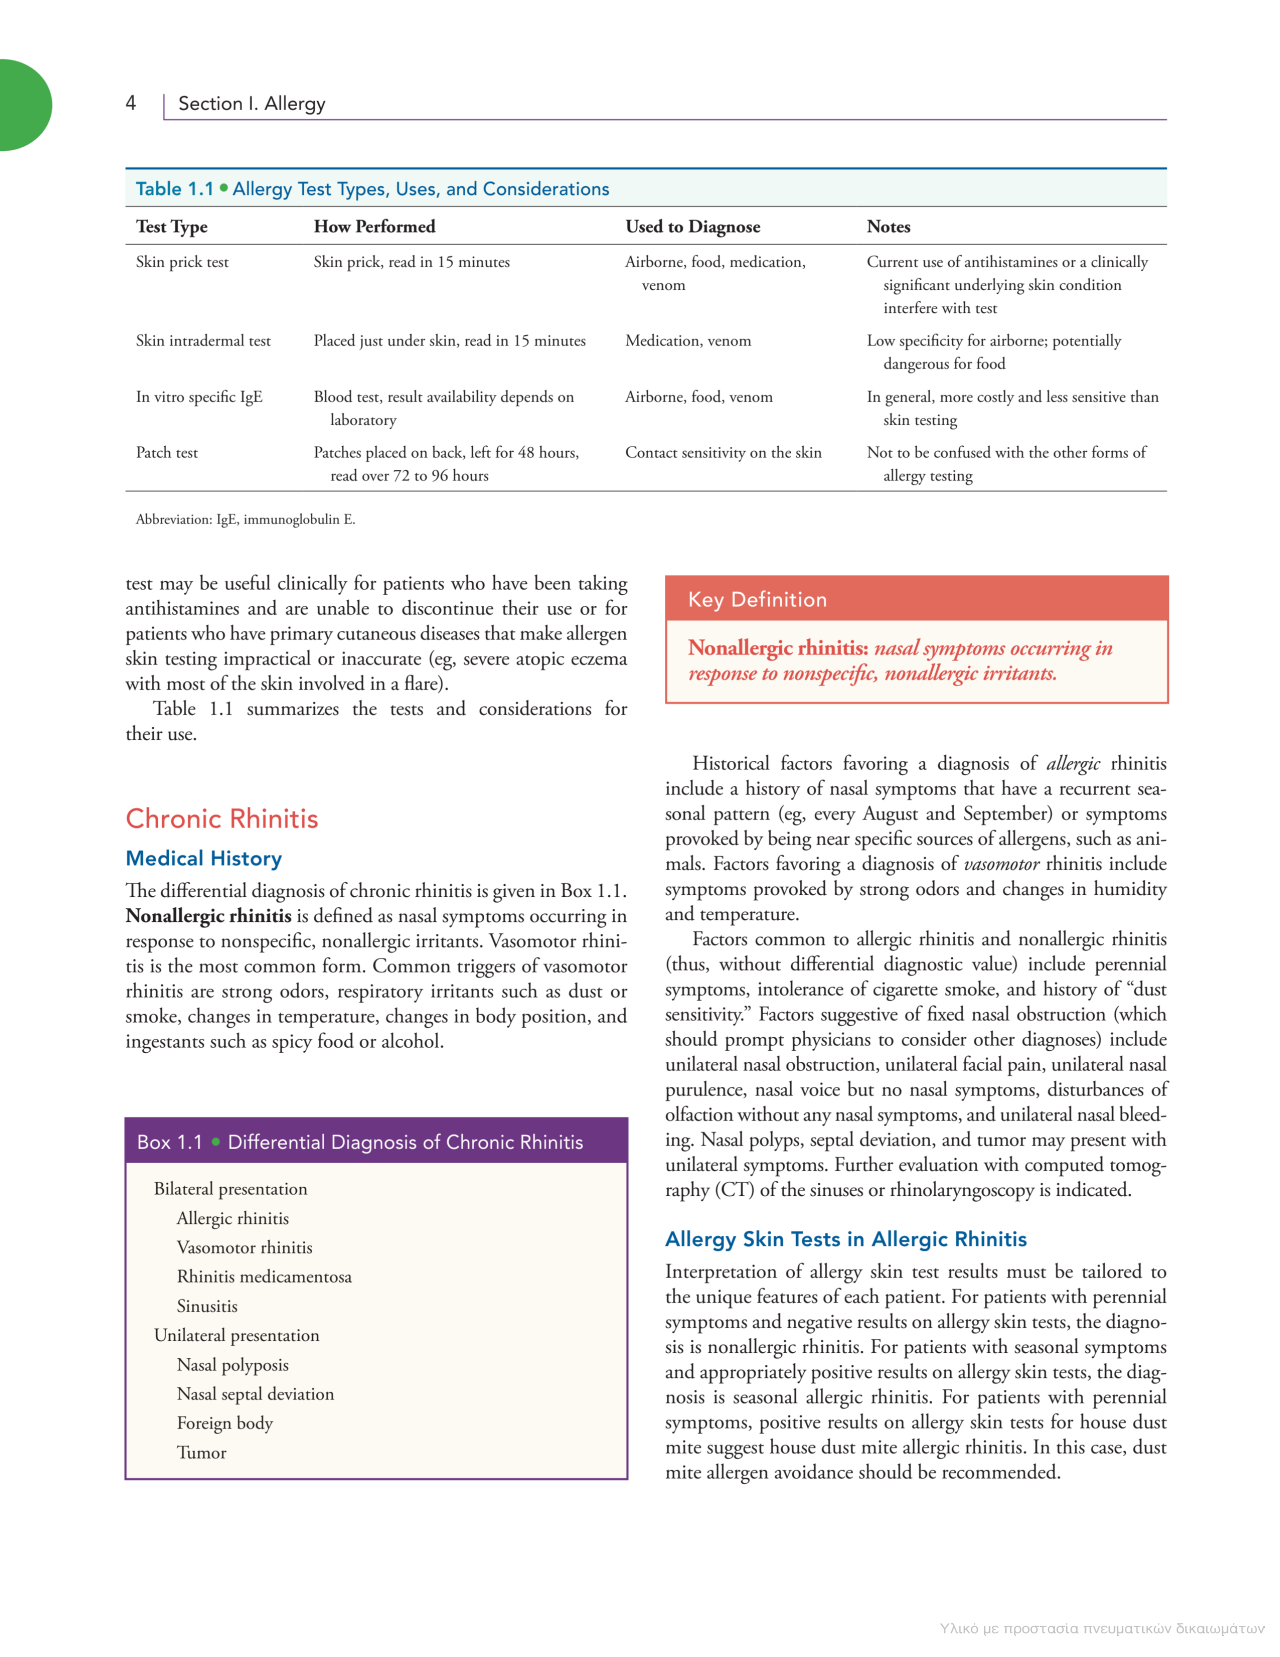 4
Section I. Allergy
Table 1.1 • Allergy Test Types, Uses, and Considerations
Test Type How Performed Used to Diagnose Notes
Skin prick test Skin prick, read in 15 minutes Airborne, food, medication, Current use of antihistamines or a clinically
venom significant underlying skin condition
interfere with test
Skin intradermal test Placed just under skin, read in 15 minutes Medication, venom Low specificity for airborne; potentially
dangerous for food
In vitro specific IgE Blood test, result availability depends on Airborne, food, venom In general, more costly and less sensitive than
laboratory skin testing
Patch test Patches placed on back, left for 48 hours, Contact sensitivity on the skin Not to be confused with the other forms of
read over 72 to 96 hours allergy testing
Abbreviation: IgE, immunoglobulin E.
test may be useful clinically for patients who have been taking
antihistamines and are unable to discontinue their use or for
patients who have primary cutaneous diseases that make allergen
skin testing impractical or inaccurate (eg, severe atopic eczema
with most of the skin involved in a flare).
Table 1.1 summarizes the tests and considerations for
their use.
Chronic Rhinitis
Medical History
The differential diagnosis of chronic rhinitis is given in Box 1.1.
Nonallergic rhinitis is defined as nasal symptoms occurring in
response to nonspecific, nonallergic irritants. Vasomotor rhini-
tis is the most common form. Common triggers of vasomotor
rhinitis are strong odors, respiratory irritants such as dust or
smoke, changes in temperature, changes in body position, and
ingestants such as spicy food or alcohol.
Box 1.1 • Differential Diagnosis of Chronic Rhinitis
Bilateral presentation
Allergic rhinitis
Vasomotor rhinitis
Rhinitis medicamentosa
Sinusitis
Unilateral presentation
Nasal polyposis
Nasal septal deviation
Foreign body
Tumor
Key Definition
Nonallergic rhinitis: nasal symptoms occurring in
response to nonspecific, nonallergic irritants.
Historical factors favoring a diagnosis of allergic rhinitis
include a history of nasal symptoms that have a recurrent sea-
sonal pattern (eg, every August and September) or symptoms
provoked by being near specific sources of allergens, such as ani-
mals. Factors favoring a diagnosis of vasomotor rhinitis include
symptoms provoked by strong odors and changes in humidity
and temperature.
Factors common to allergic rhinitis and nonallergic rhinitis
(thus, without differential diagnostic value) include perennial
symptoms, intolerance of cigarette smoke, and history of “dust
sensitivity.” Factors suggestive of fixed nasal obstruction (which
should prompt physicians to consider other diagnoses) include
unilateral nasal obstruction, unilateral facial pain, unilateral nasal
purulence, nasal voice but no nasal symptoms, disturbances of
olfaction without any nasal symptoms, and unilateral nasal bleed-
ing. Nasal polyps, septal deviation, and tumor may present with
unilateral symptoms. Further evaluation with computed tomog-
raphy (CT) of the sinuses or rhinolaryngoscopy is indicated.
Allergy Skin Tests in Allergic Rhinitis
Interpretation of allergy skin test results must be tailored to
the unique features of each patient. For patients with perennial
symptoms and negative results on allergy skin tests, the diagno-
sis is nonallergic rhinitis. For patients with seasonal symptoms
and appropriately positive results on allergy skin tests, the diag-
nosis is seasonal allergic rhinitis. For patients with perennial
symptoms, positive results on allergy skin tests for house dust
mite suggest house dust mite allergic rhinitis. In this case, dust
mite allergen avoidance should be recommended.
Υλικό με προστασία πνευματικών δικαιωμάτων